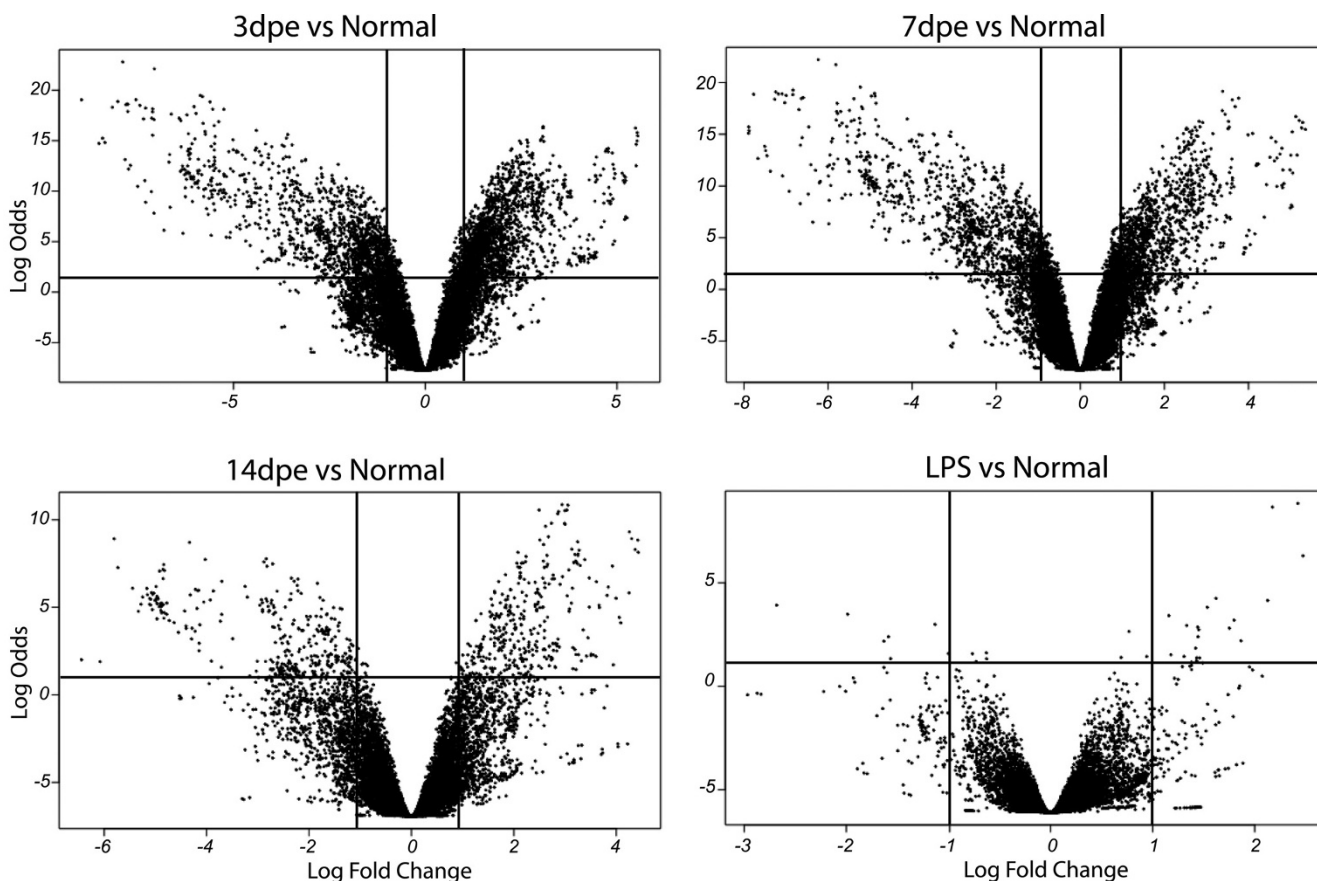 3dpe vs Normal
20
15
10
5
0
-5
Log Odds
-5 0 5
7dpe vs Normal
20
15
10
5
0
-5
-8 -6 -4 -2 0 2 4
14dpe vs Normal
10
5
0
-5
Log Odds
-6 -4 -2 0 2 4
Log Fold Change
LPS vs Normal
5
0
-5
-3 -2 -1 0 1 2
Log Fold Change